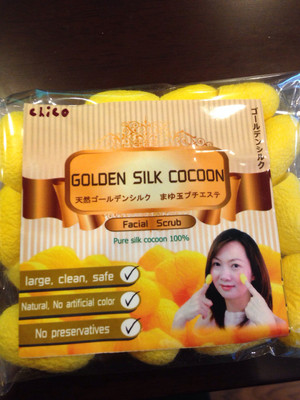 chico
GOLDEN SILK COCOON
天然ゴールデンシルク まゆ玉プチエステ
ゴールデンシルク
Facial Scrub
Pure silk cocoon 100%
large, clean, safe
Natural, No artificial color
No preservatives